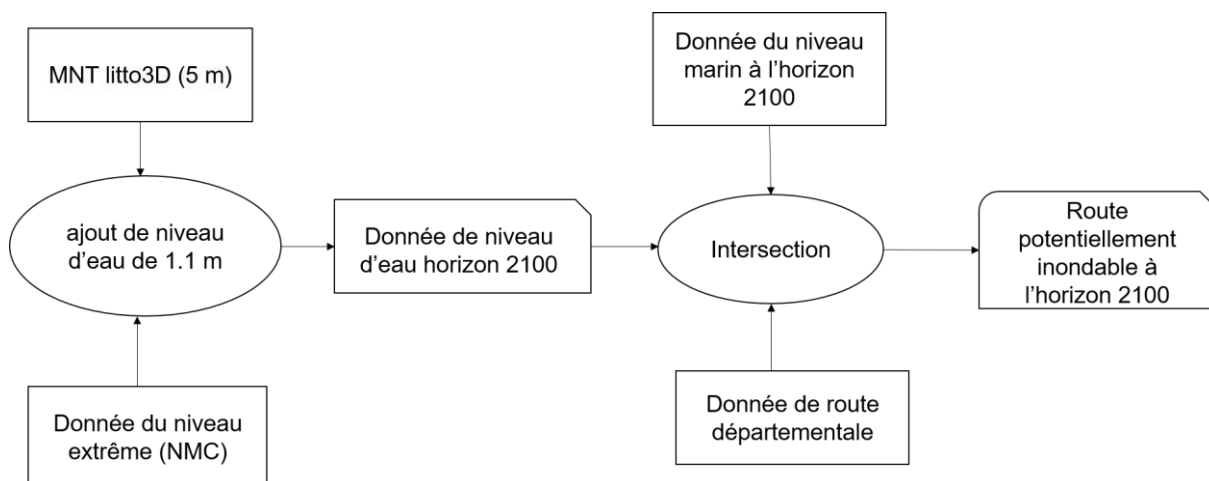 MNT litto3D (5 m)
ajout de niveau
d’eau de 1.1 m
Donnée du niveau
extrême (NMC)
Donnée de niveau
d’eau horizon 2100
Donnée du niveau
marin à l’horizon
2100
Intersection
Donnée de route
départementale
Route
potentiellement
inondable à
l’horizon 2100